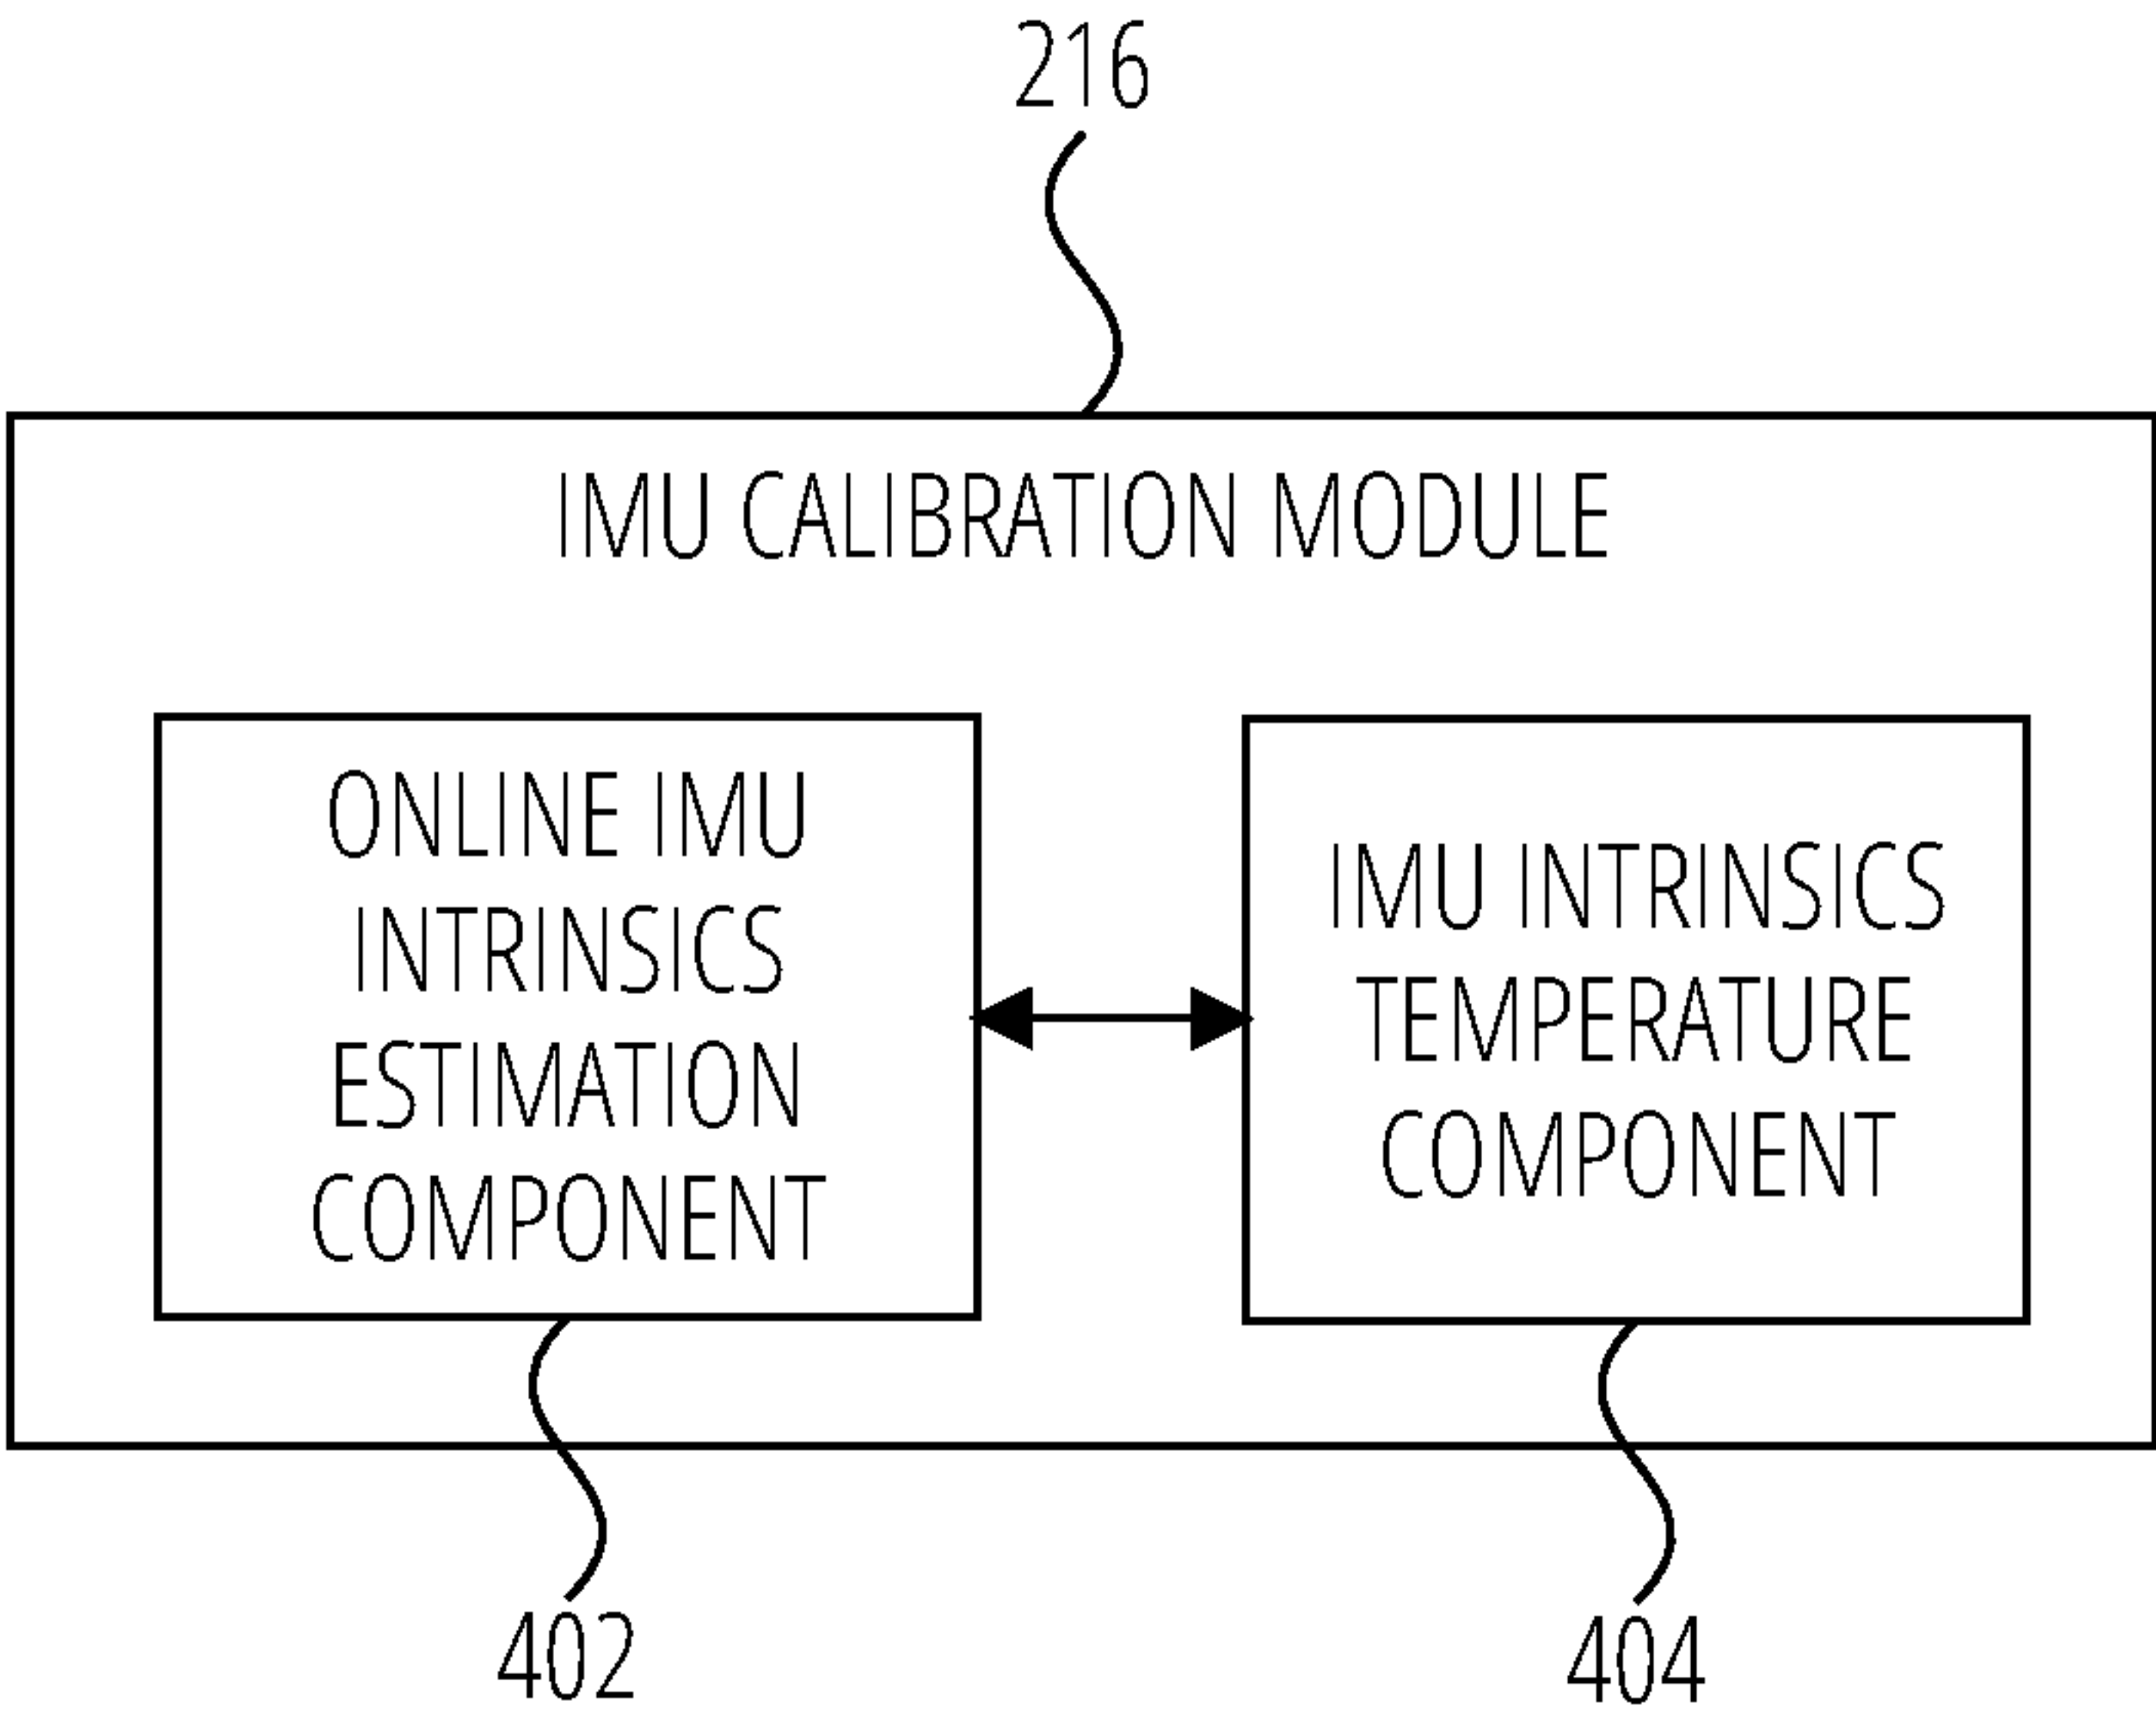 216
IMU CALIBRATION MODULE
ONLINE IMU
INTRINSICS
ESTIMATION
COMPONENT
IMU INTRINSICS
TEMPERATURE
COMPONENT
402
404